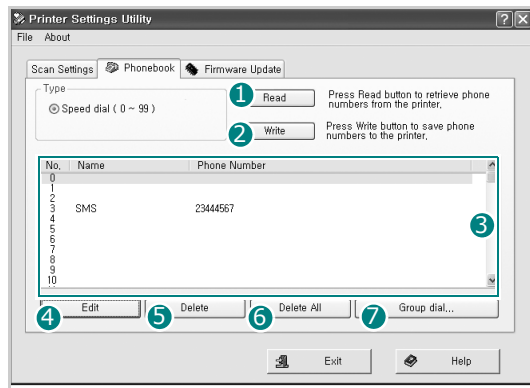 Printer Settings Utility
File About
Scan Settings Phonebook Firmware Update
Type
Speed dial ( 0 ~ 99 )
1 Read
Press Read button to retrieve phone
numbers from the printer,
2 Write
Press Write button to save phone
numbers to the printer,
No, Name Phone Number
0
1
2
3 SMS 23444567
4
5
6
7
8
9
10
3
4 Edit 5 Delete 6 Delete All 7 Group dial,,,
Exit Help